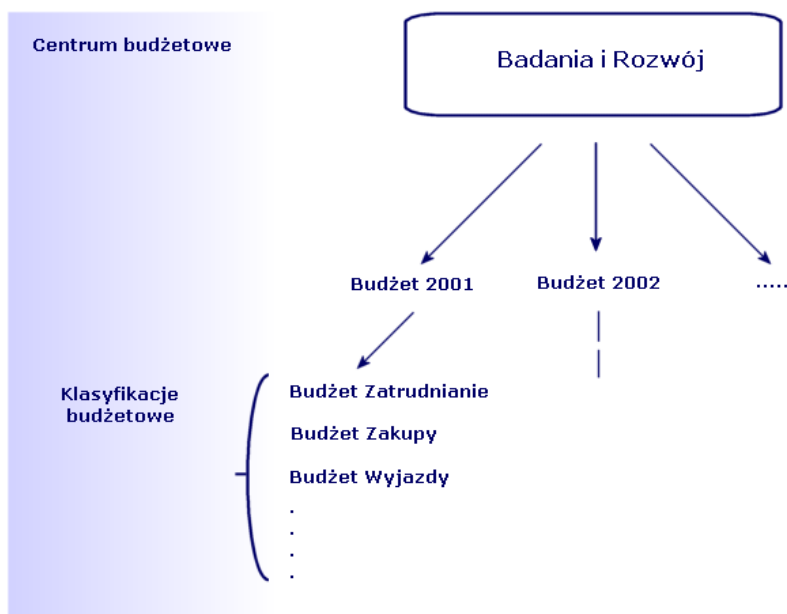 Centrum budżetowe
Badania i Rozwój
Budżet 2001
Budżet 2002
.....
Klasyfikacje
budżetowe
Budżet Zatrudnianie
Budżet Zakupy
Budżet Wyjazdy
.
.
.
.